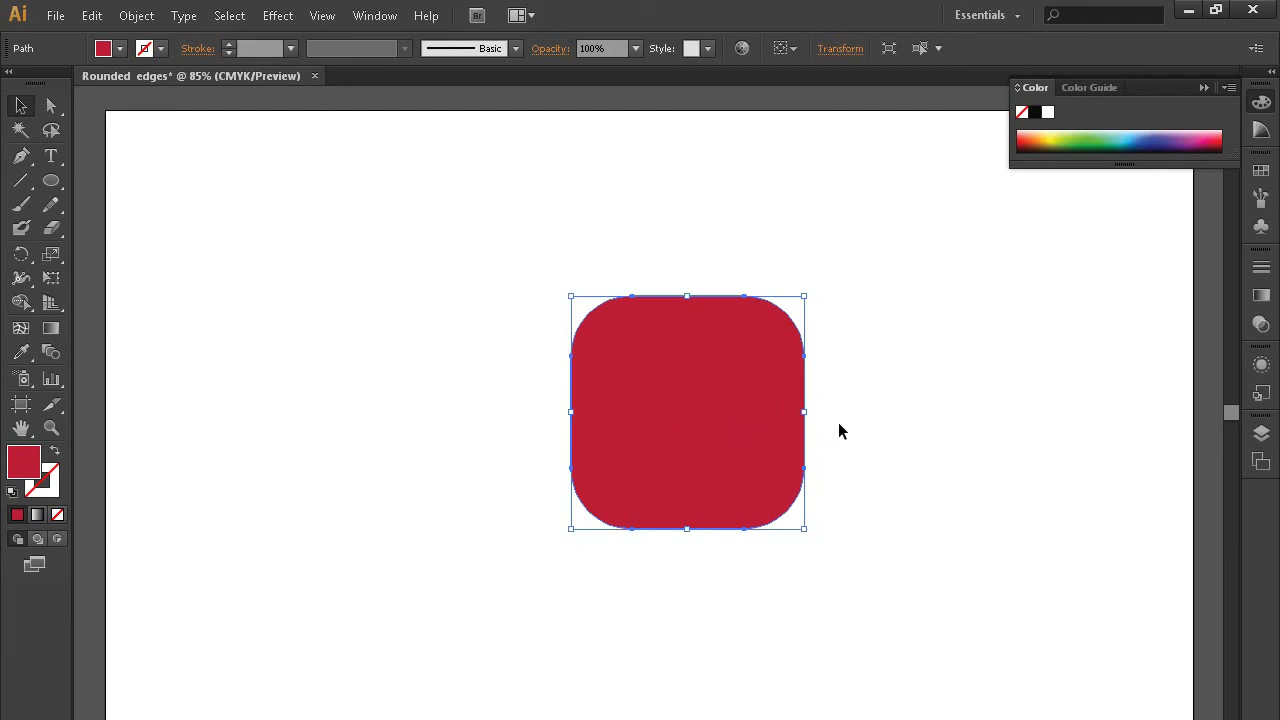 Ai File Edit Object Type Select Effect View Window Help Br Essentials
Path Stroke: Basic Opacity: 100% Style: Transform
Rounded edges* @ 85% (CMYK/Preview) ×
Color Color Guide
T